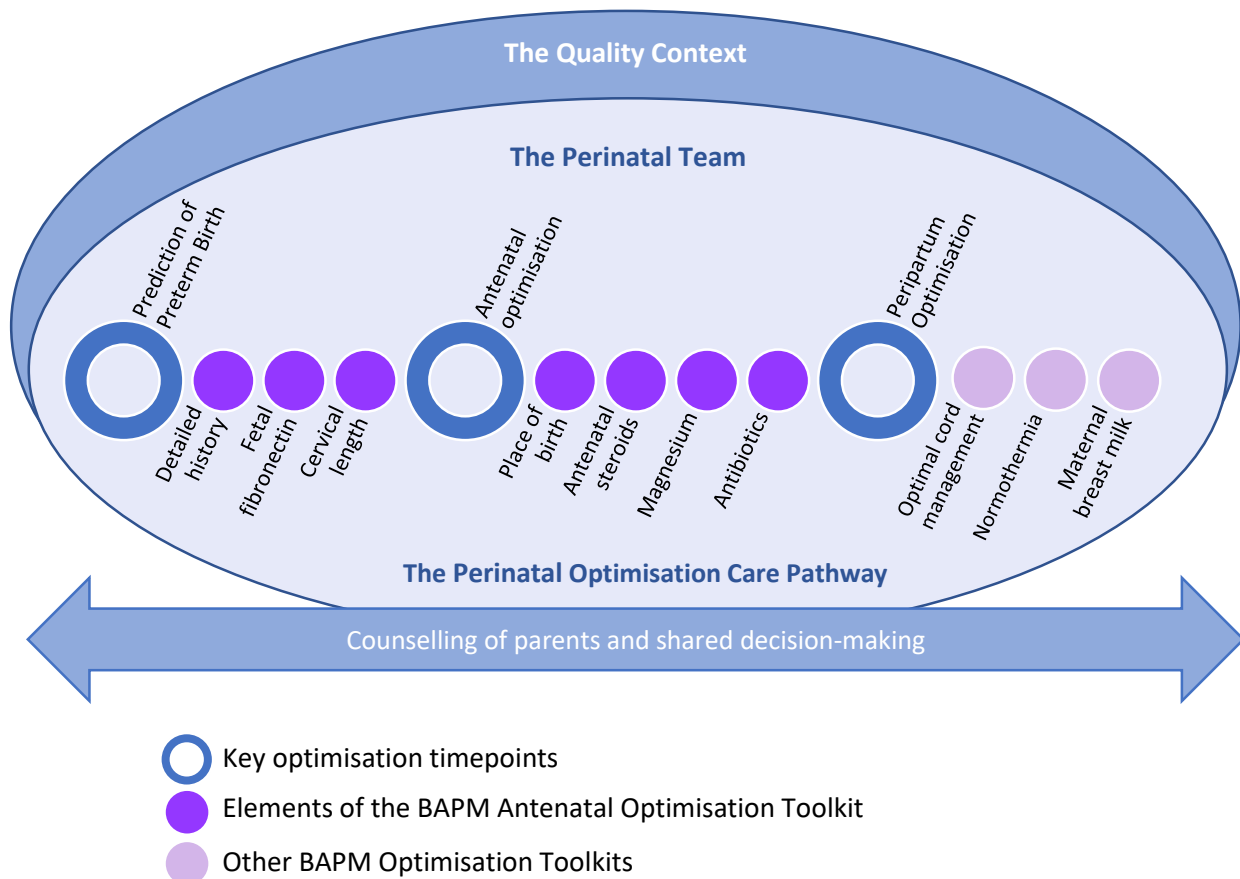 The Quality Context
The Perinatal Team
Prediction of
Preterm Birth
Detailed
history
Fetal
fibronectin
Cervical
length
Antenatal
optimisation
Place of
birth
Antenatal
steroids
Magnesium
Antibiotics
Peripartum
Optimisation
Optimal cord
management
Normothermia
Maternal
breast milk
The Perinatal Optimisation Care Pathway
Counselling of parents and shared decision-making
Key optimisation timepoints
Elements of the BAPM Antenatal Optimisation Toolkit
Other BAPM Optimisation Toolkits